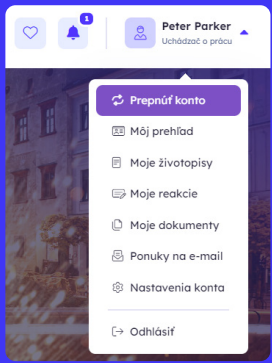 1
Peter Parker
Uchádzač o prácu
Prepnúť konto
Môj prehľad
Moje životopisy
Moje reakcie
Moje dokumenty
Ponuky na e-mail
Nastavenia konta
Odhlásiť